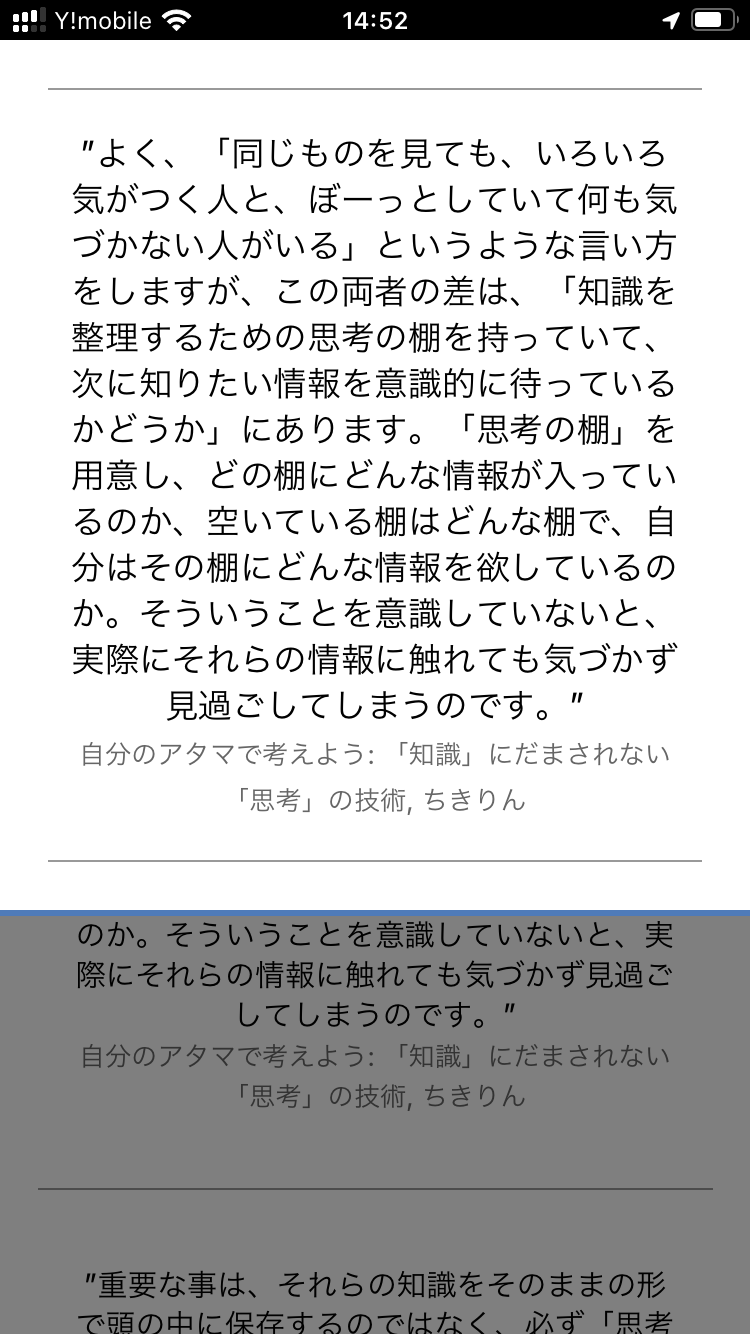 Y!mobile 14:52
"よく、「同じものを見ても、いろいろ
気がつく人と、ぼーっとしていて何も気
づかない人がいる」というような言い方
をしますが、この両者の差は、「知識を
整理するための思考の棚を持っていて、
次に知りたい情報を意識的に待っている
かどうか」にあります。「思考の棚」を
用意し、どの棚にどんな情報が入ってい
るのか、空いている棚はどんな棚で、自
分はその棚にどんな情報を欲しているの
か。そういうことを意識していないと、
実際にそれらの情報に触れても気づかず
見過ごしてしまうのです。"
自分のアタマで考えよう: 「知識」にだまされない
「思考」の技術, ちきりん
のか。そういうことを意識していないと、実
際にそれらの情報に触れても気づかず見過ご
してしまうのです。"
自分のアタマで考えよう: 「知識」にだまされない
「思考」の技術, ちきりん
"重要な事は、それらの知識をそのままの形
で頭の中に保存するのではなく、必ず「思考